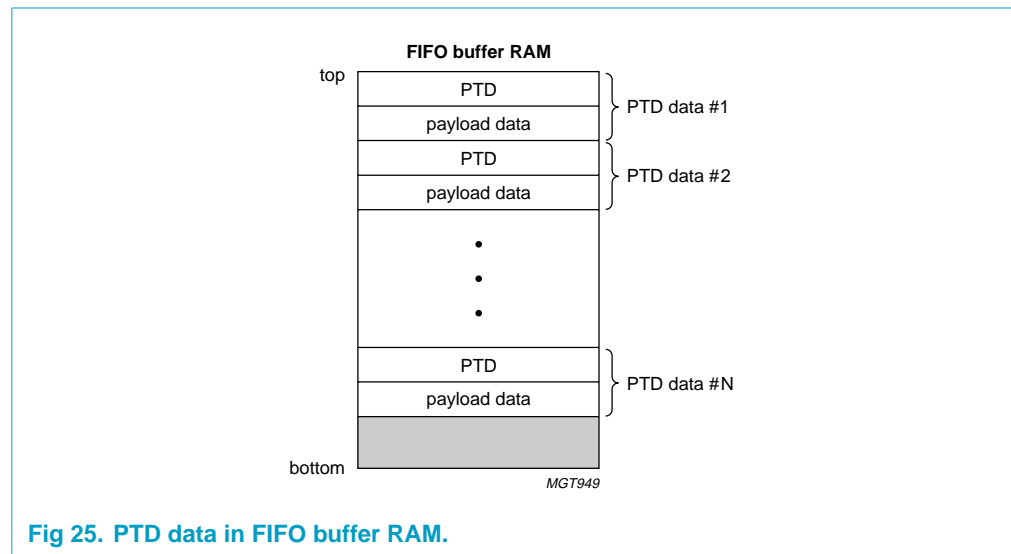 FIFO buffer RAM
top
PTD
payload data
PTD data #1
PTD
payload data
PTD data #2
PTD
payload data
PTD data #N
bottom
MGT949
Fig 25. PTD data in FIFO buffer RAM.